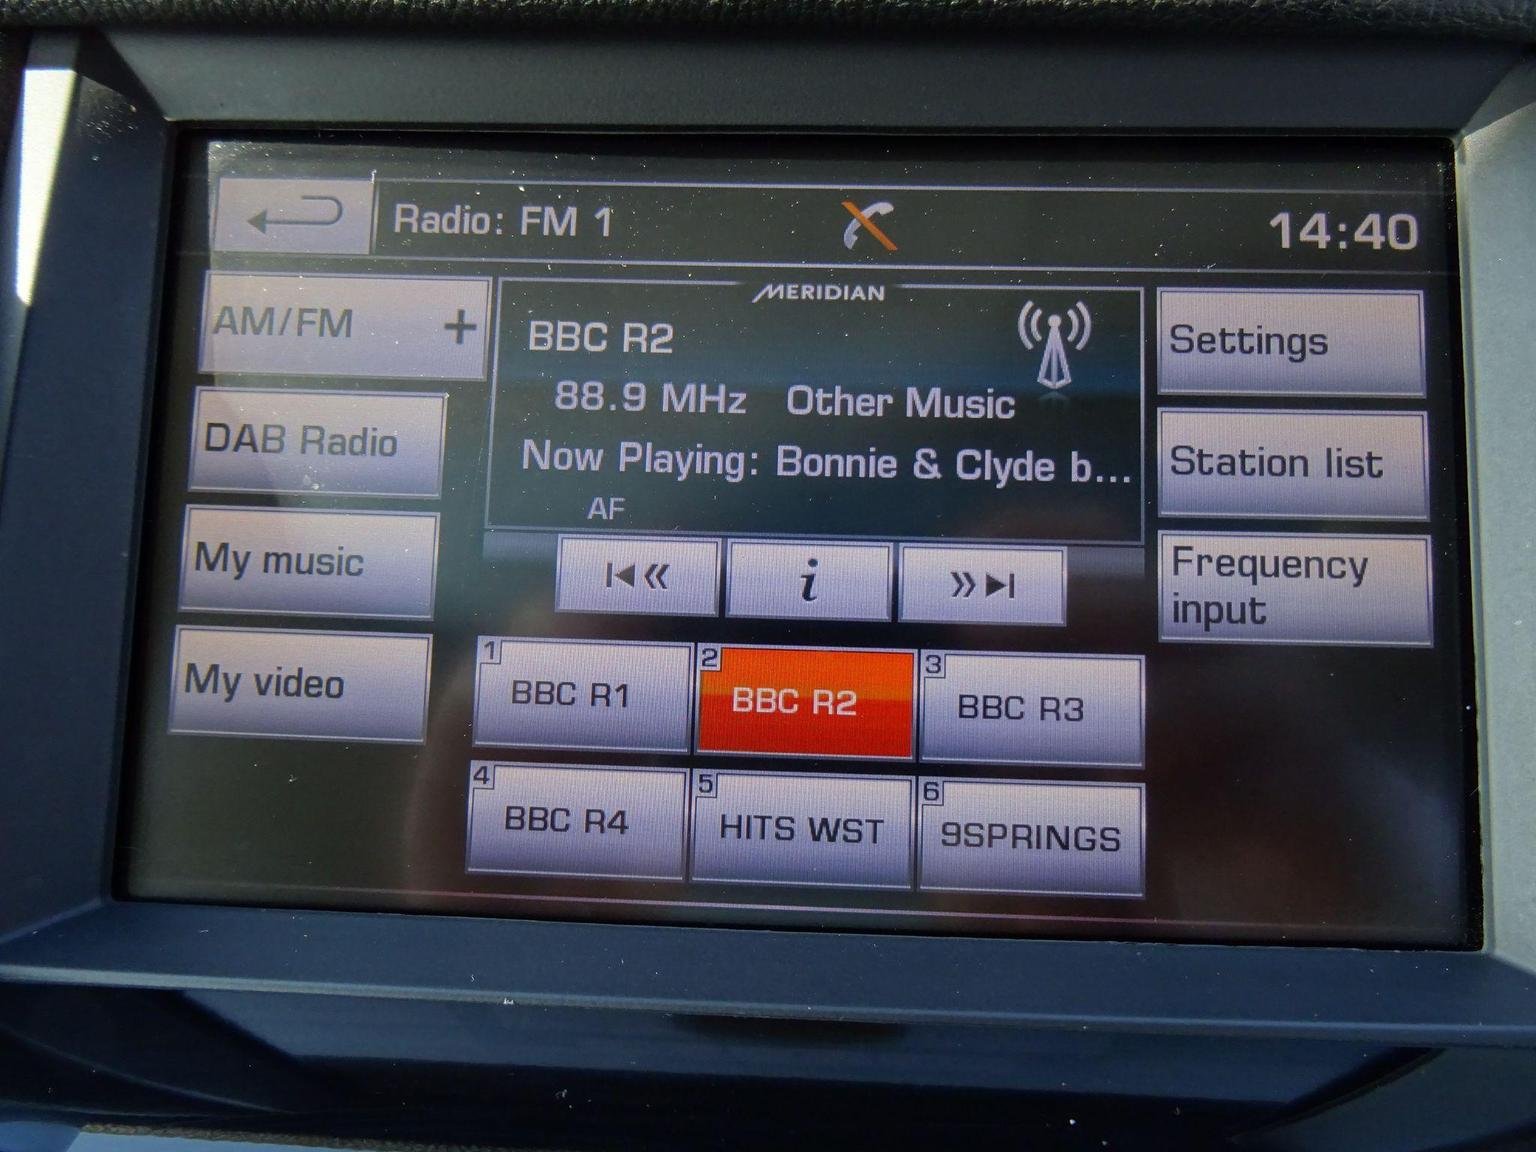 Radio: FM 1
14:40
AM/FM +
DAB Radio
My music
My video
MERIDIAN
BBC R2
88.9 MHz Other Music
Now Playing: Bonnie & Clyde b...
AF
i
Settings
Station list
Frequency
input
1 BBC R1
2 BBC R2
3 BBC R3
4 BBC R4
5 HITS WST
6 9SPRINGS